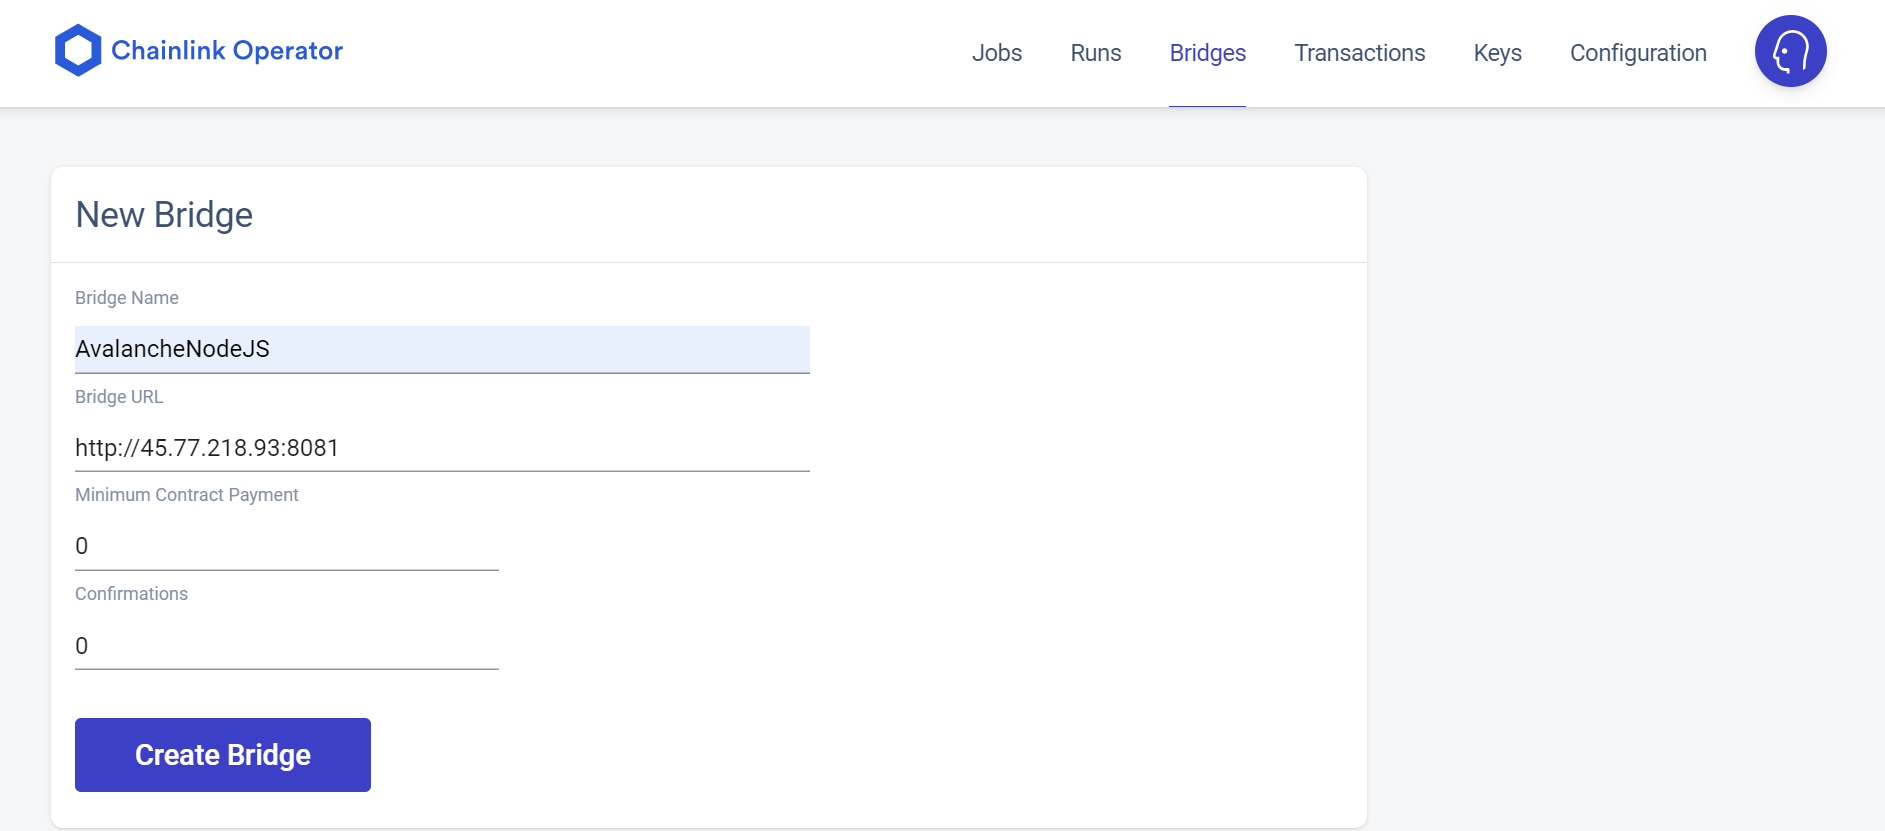 Chainlink Operator
Jobs Runs Bridges Transactions Keys Configuration
New Bridge
Bridge Name
AvalancheNodeJS
Bridge URL
http://45.77.218.93:8081
Minimum Contract Payment
0
Confirmations
0
Create Bridge